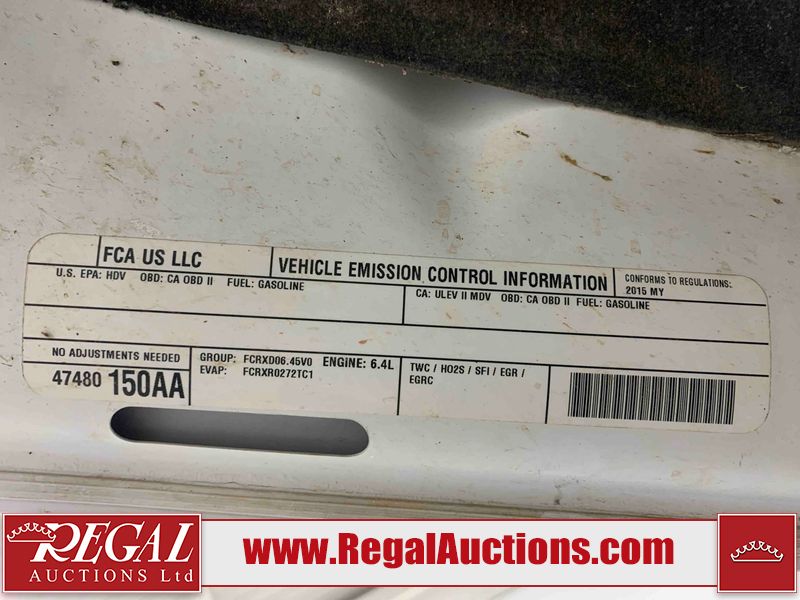 FCA US LLC
VEHICLE EMISSION CONTROL INFORMATION
CONFORMS TO REGULATIONS:
2015 MY
U.S. EPA: HDV OBD: CA OBD II FUEL: GASOLINE
CA: ULEV II MDV OBD: CA OBD II FUEL: GASOLINE
NO ADJUSTMENTS NEEDED
47480 150AA
GROUP: FCRXD06.45V0 ENGINE: 6.4L
EVAP: FCRXR0272TC1
TWC / HO2S / SFI / EGR /
EGRC
REGAL
AUCTIONS Ltd
www.RegalAuctions.com